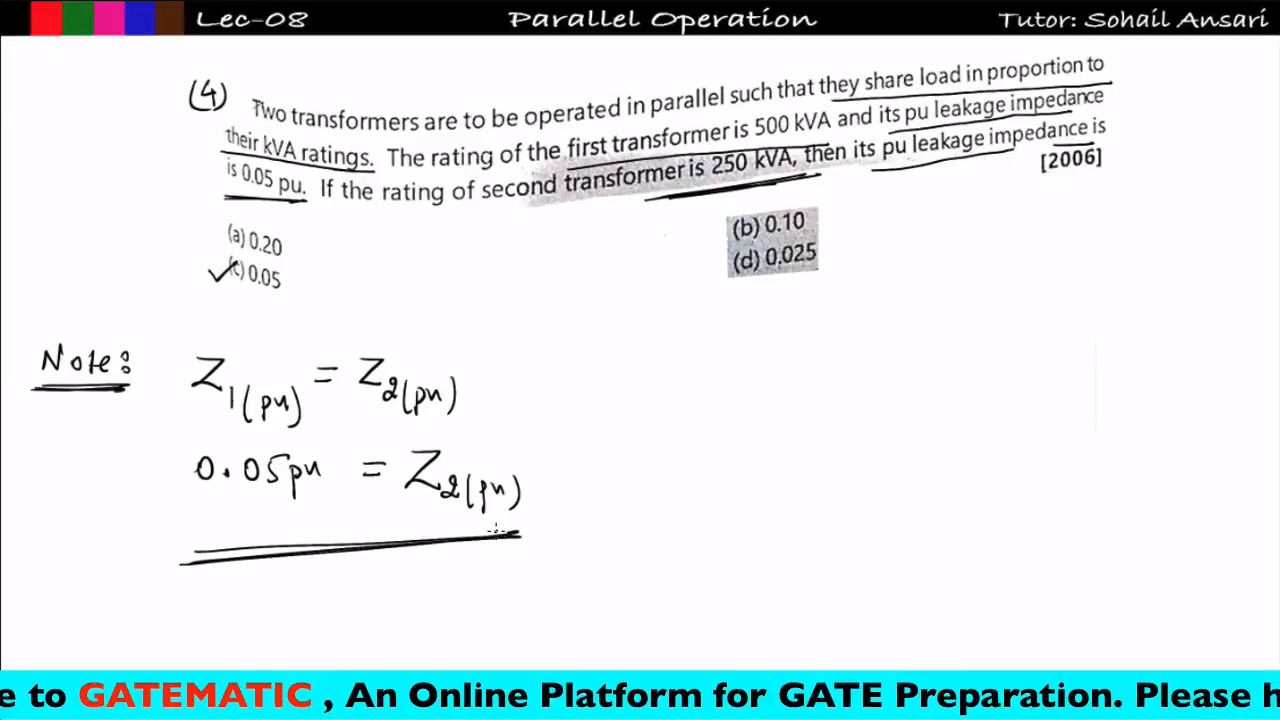 Lec-08
Parallel Operation
Tutor: Sohail Ansari
(4)
Two transformers are to be operated in parallel such that they share load in proportion to
their kVA ratings. The rating of the first transformer is 500 kVA and its pu leakage impedance
is 0.05 pu. If the rating of second transformer is 250 kVA, then its pu leakage impedance is
[2006]
(a) 0.20
(b) 0.10
(c) 0.05
(d) 0.025
Note:
Z1(pu) = Z2(pu)
0.05pu = Z2(pu)
e to GATEMATIC , An Online Platform for GATE Preparation. Please h